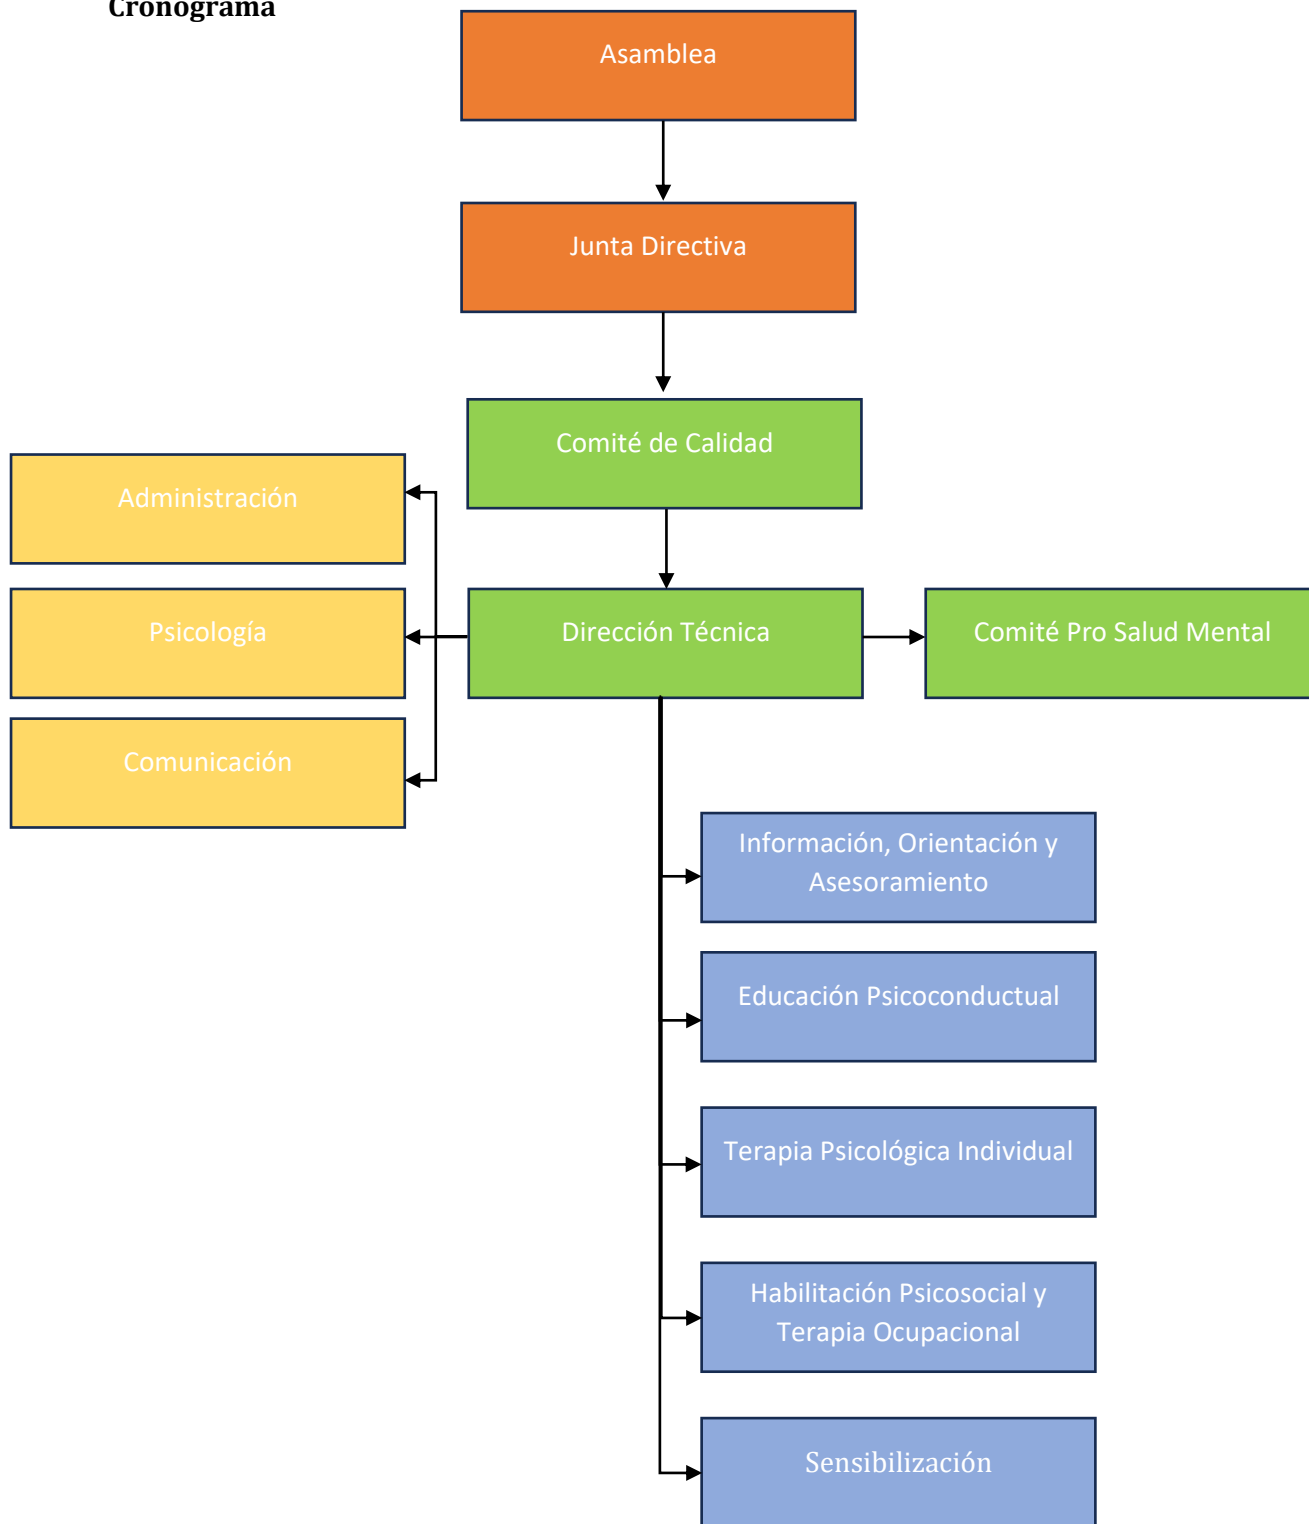 Cronograma
Asamblea
Junta Directiva
Comité de Calidad
Administración
Psicología
Dirección Técnica
Comité Pro Salud Mental
Comunicación
Información, Orientación y
Asesoramiento
Educación Psicoconductual
Terapia Psicológica Individual
Habilitación Psicosocial y
Terapia Ocupacional
Sensibilización